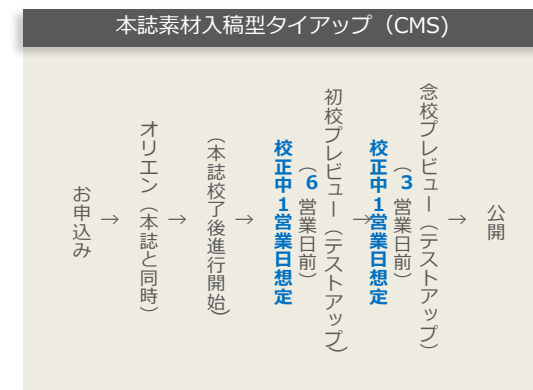 本誌素材入稿型タイアップ（CMS)
お申込み
→
オリエン（本誌と同時）
→
（本誌校了後進行開始）
→
初校プレビュー（テストアップ）
（6営業日前）
校正中1営業日想定
→
念校プレビュー（テストアップ）
（3営業日前）
校正中1営業日想定
→
公開